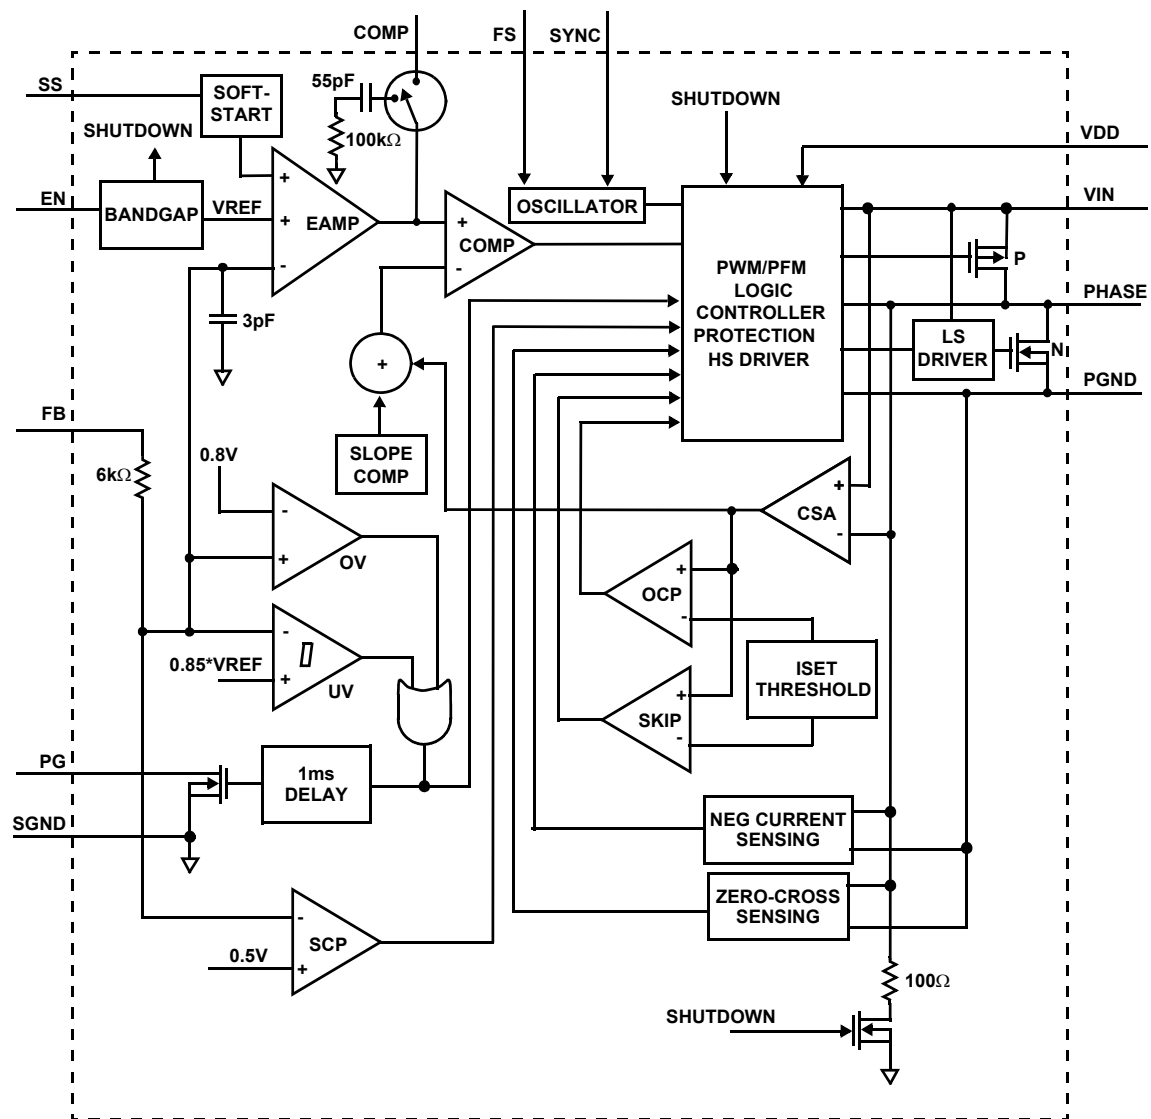 COMP
FS
SYNC
SS
SOFT-
START
55pF
100kΩ
SHUTDOWN
SHUTDOWN
VDD
EN
BANDGAP
VREF
+
+
-
EAMP
+
-
COMP
OSCILLATOR
VIN
PWM/PFM
LOGIC
CONTROLLER
PROTECTION
HS DRIVER
P
PHASE
3pF
+
LS
DRIVER
N
PGND
FB
6kΩ
0.8V
SLOPE
COMP
-
+
OV
+
-
CSA
+
-
OCP
-
+
UV
0.85*VREF
ISET
THRESHOLD
+
-
SKIP
PG
1ms
DELAY
SGND
NEG CURRENT
SENSING
ZERO-CROSS
SENSING
-
+
SCP
0.5V
100Ω
SHUTDOWN